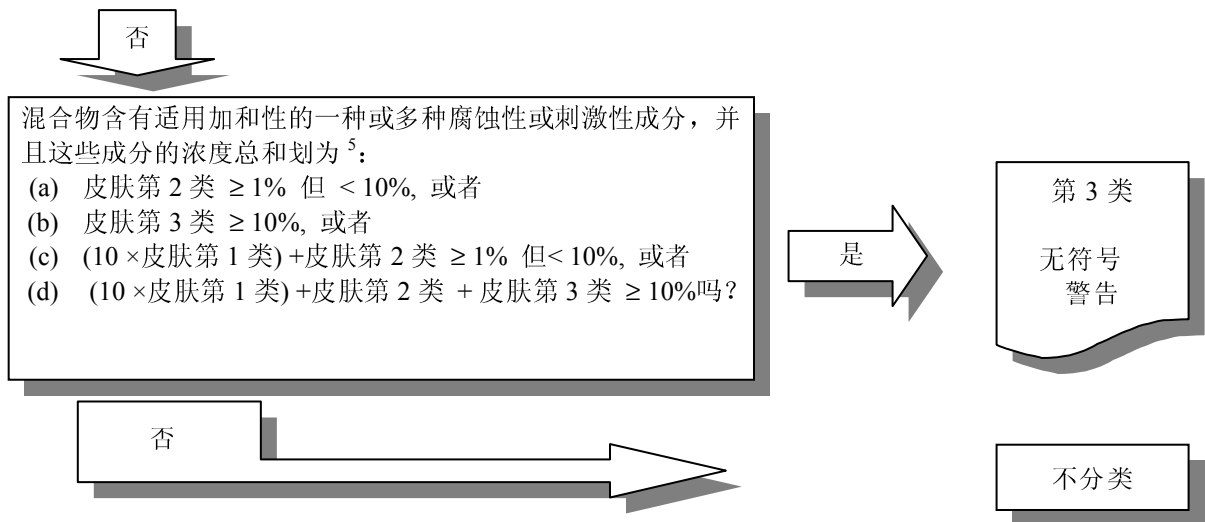 否
混合物含有适用加和性的一种或多种腐蚀性或刺激性成分，并
且这些成分的浓度总和划为 5：
(a) 皮肤第 2 类 ≥ 1% 但 < 10%, 或者
(b) 皮肤第 3 类 ≥ 10%, 或者
(c) (10 ×皮肤第 1 类) +皮肤第 2 类 ≥ 1% 但< 10%, 或者
(d) (10 ×皮肤第 1 类) +皮肤第 2 类 + 皮肤第 3 类 ≥ 10%吗？
是
第 3 类
无符号
警告
否
不分类